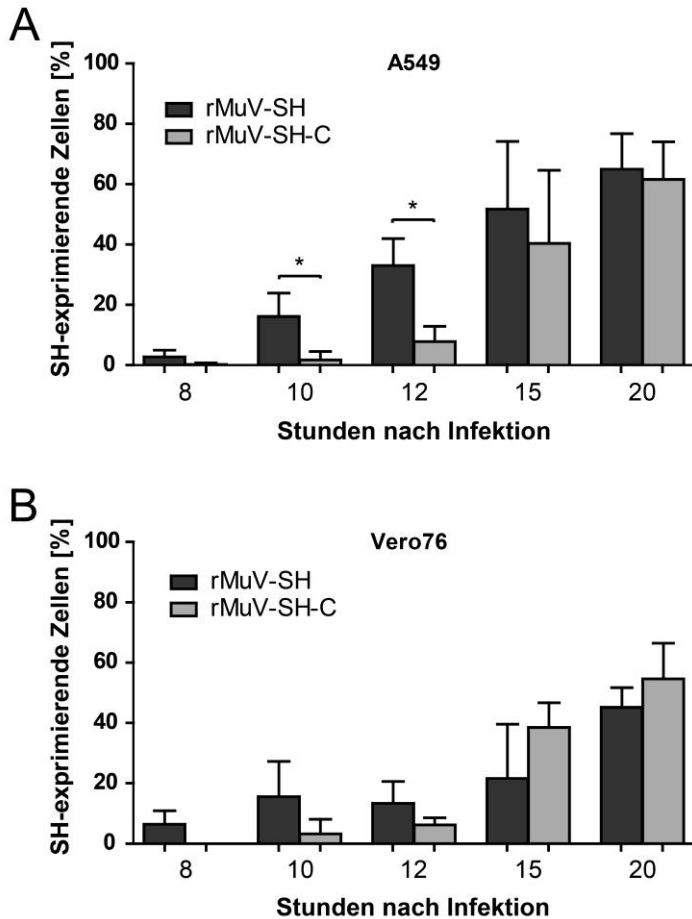 A
A549
SH-exprimierende Zellen [%]
100
80
60
40
20
0
rMuV-SH
rMuV-SH-C
*
*
8 10 12 15 20
Stunden nach Infektion
B
Vero76
SH-exprimierende Zellen [%]
100
80
60
40
20
0
rMuV-SH
rMuV-SH-C
8 10 12 15 20
Stunden nach Infektion